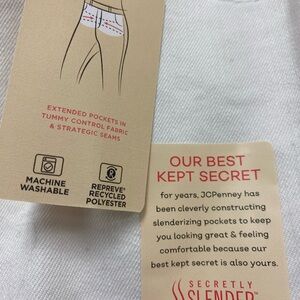 EXTENDED POCKETS IN
TUMMY CONTROL FABRIC
& STRATEGIC SEAMS
MACHINE
WASHABLE
REPREVE®
RECYCLED
POLYESTER
OUR BEST
KEPT SECRET
for years, JCPenney has
been cleverly constructing
slenderizing pockets to keep
you looking great & feeling
comfortable because our
best kept secret is also yours.
SECRETLY
SLENDER™